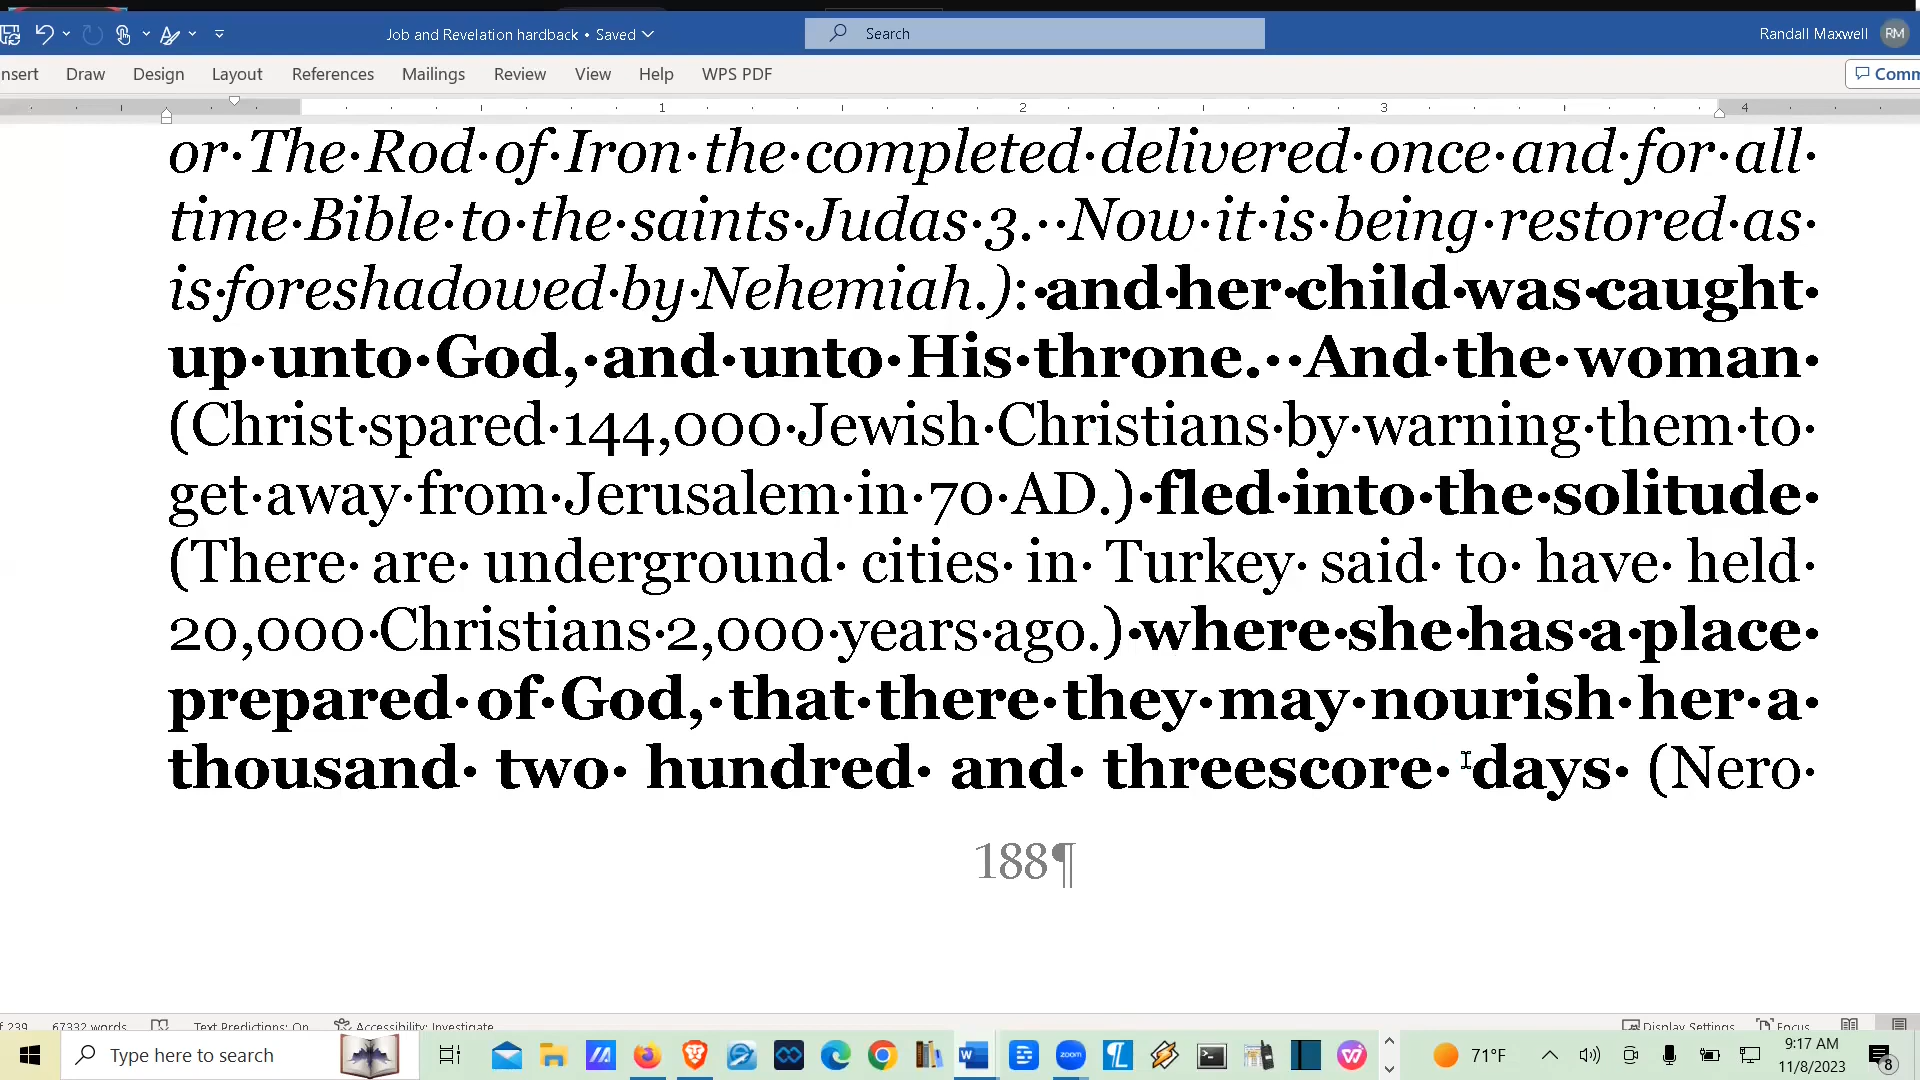 Job and Revelation hardback • Saved
Search
Randall Maxwell RM
nsert Draw Design Layout References Mailings Review View Help WPS PDF Comm
1 2 3 4
or·The·Rod·of·Iron·the·completed·delivered·once·and·for·all·
time·Bible·to·the·saints·Judas·3.··Now·it·is·being·restored·as·
is·foreshadowed·by·Nehemiah.):·and·her·child·was·caught·
up·unto·God,·and·unto·His·throne.··And·the·woman·
(Christ·spared·144,000·Jewish·Christians·by·warning·them·to·
get·away·from·Jerusalem·in·70·AD.)·fled·into·the·solitude·
(There· are· underground· cities· in· Turkey· said· to· have· held·
20,000·Christians·2,000·years·ago.)·where·she·has·a·place·
prepared·of·God,·that·there·they·may·nourish·her·a·
thousand· two· hundred· and· threescore· days· (Nero·
188¶
f 239 67332 words Text Predictions: On Accessibility: Investigate Display Settings Focus
Type here to search zoom 71°F 9:17 AM
11/8/2023 8